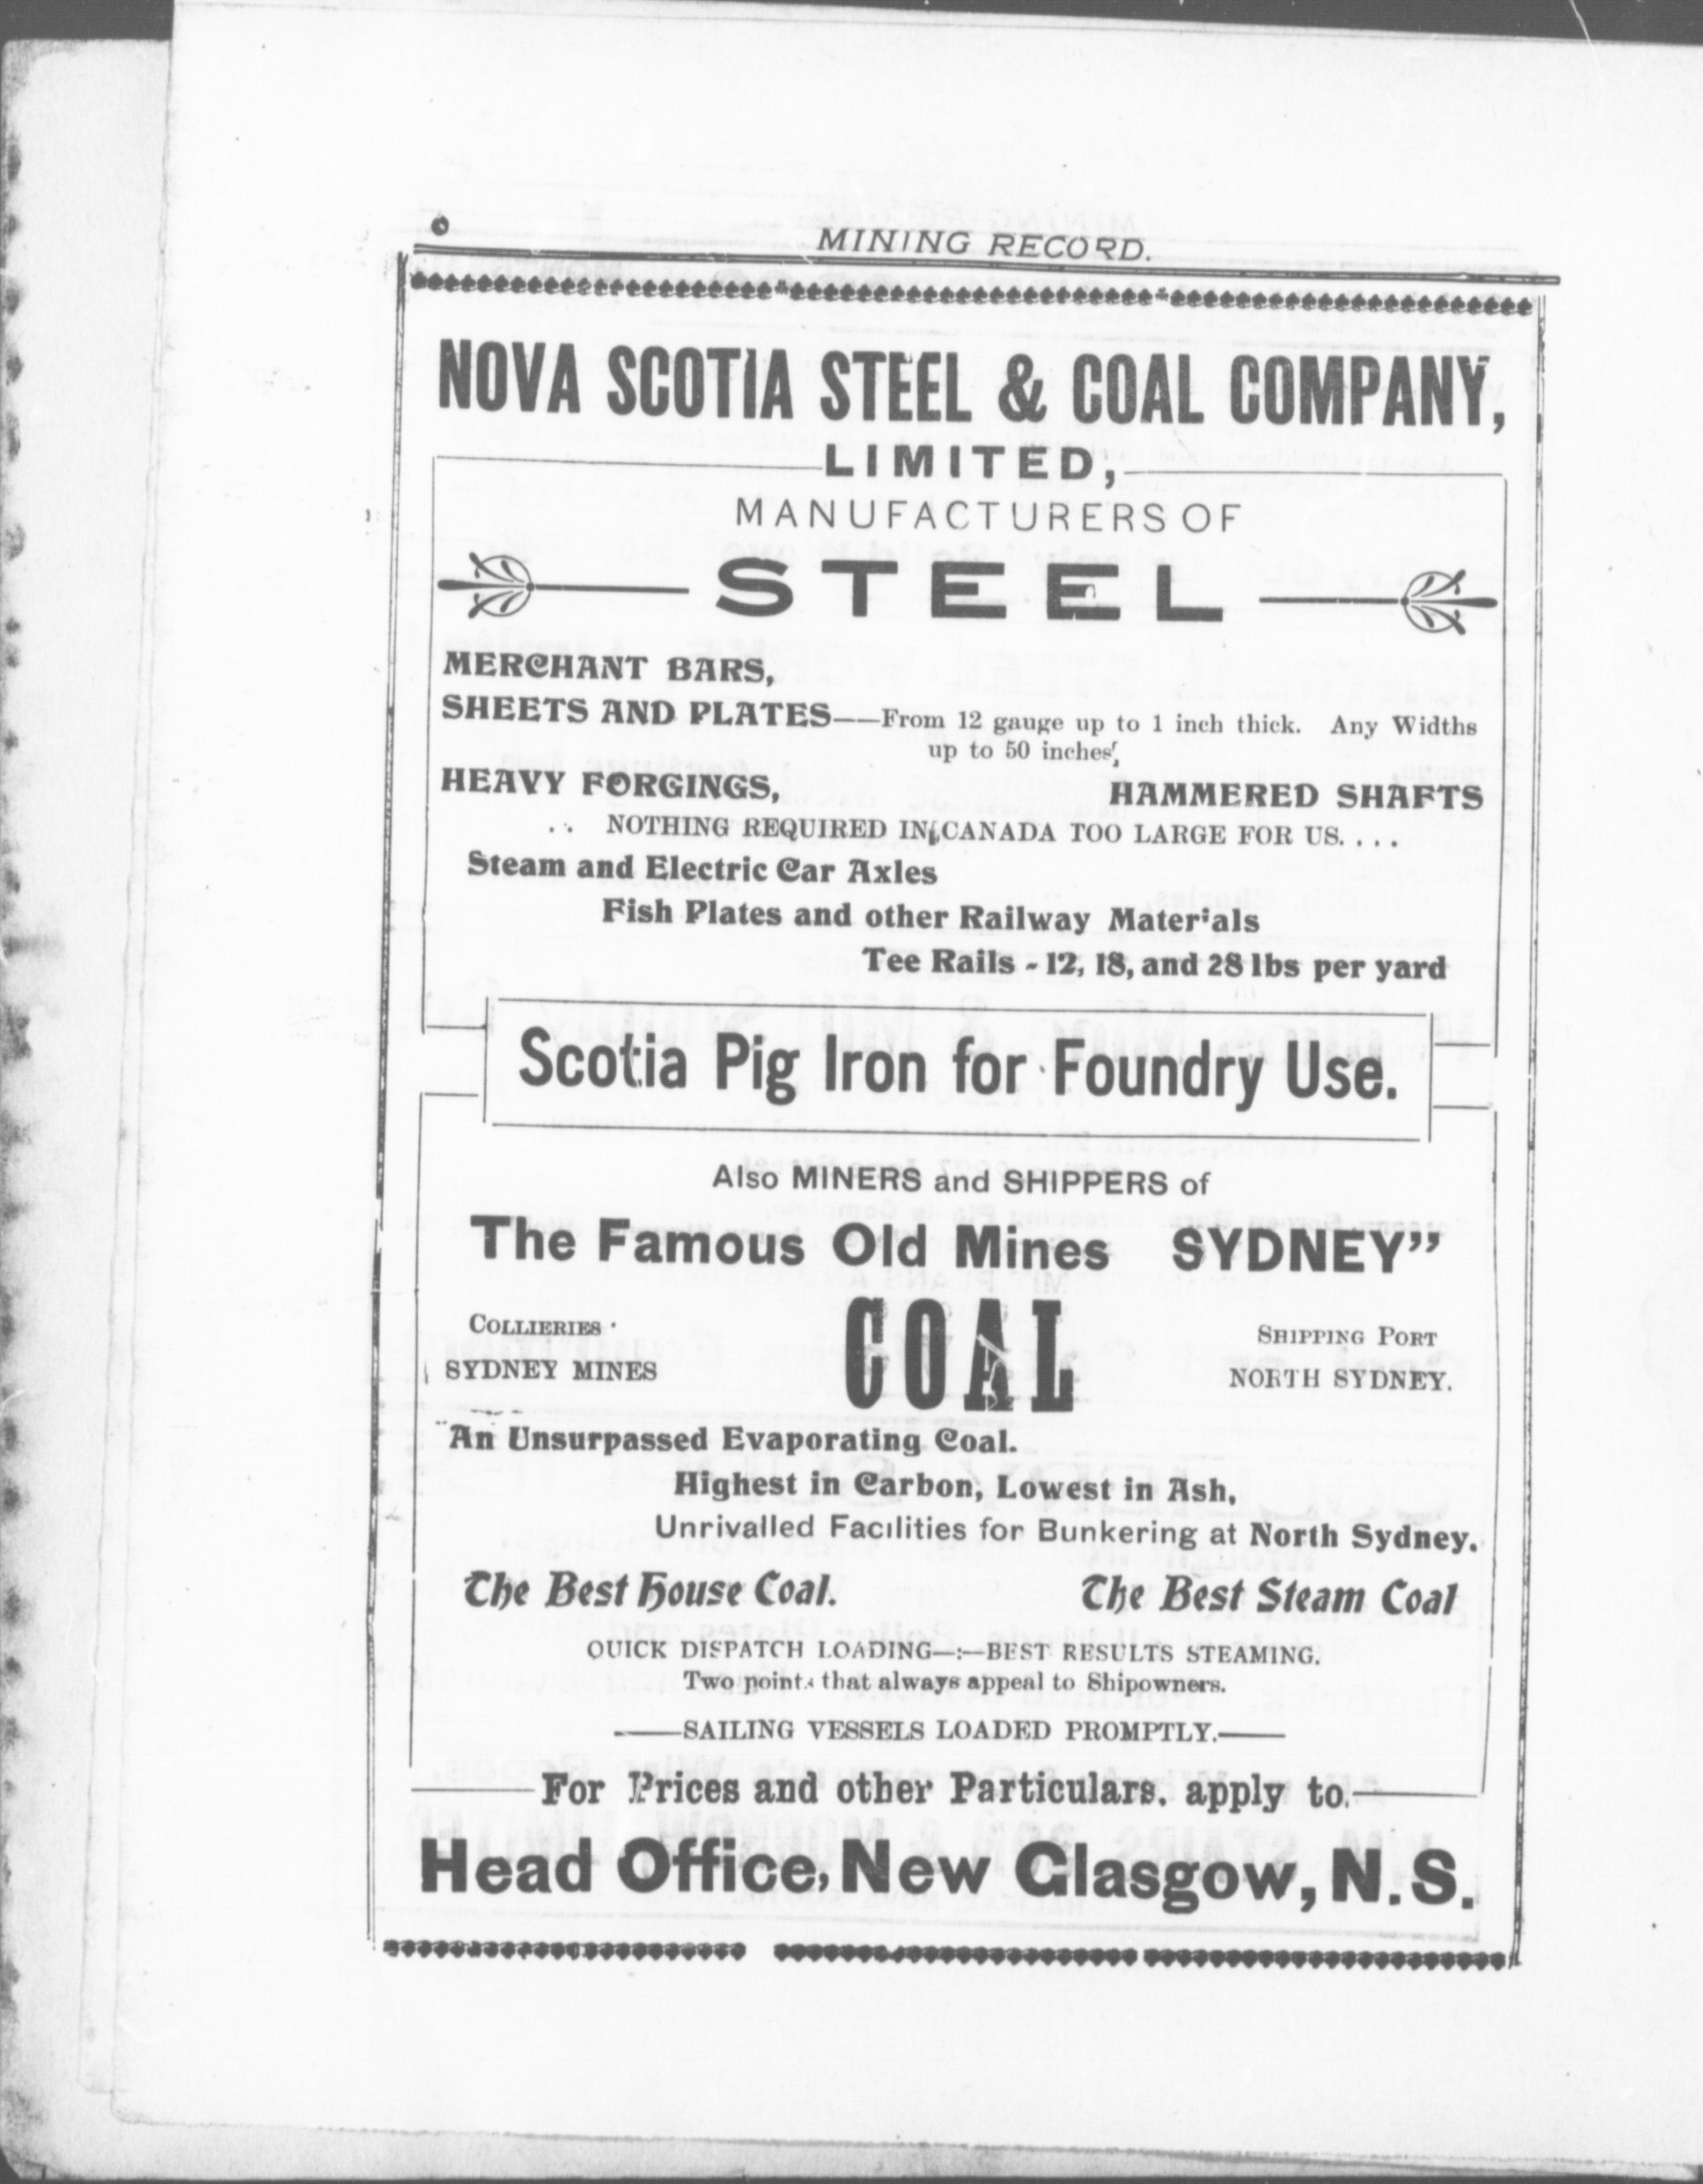 MINING RECORD.
NOVA SCOTIA STEEL & COAL COMPANY,
LIMITED,
MANUFACTURERS OF
STEEL
MERCHANT BARS,
SHEETS AND PLATES——From 12 gauge up to 1 inch thick. Any Widths
up to 50 inches,
HEAVY FORGINGS, HAMMERED SHAFTS
. . NOTHING REQUIRED IN CANADA TOO LARGE FOR US. . . .
Steam and Electric Car Axles
Fish Plates and other Railway Materials
Tee Rails - 12, 18, and 28 lbs per yard
Scotia Pig Iron for Foundry Use.
Also MINERS and SHIPPERS of
The Famous Old Mines SYDNEY”
COAL
COLLIERIES
SYDNEY MINES
SHIPPING PORT
NORTH SYDNEY.
An Unsurpassed Evaporating Coal.
Highest in Carbon, Lowest in Ash,
Unrivalled Facilities for Bunkering at North Sydney.
The Best House Coal. The Best Steam Coal
QUICK DISPATCH LOADING—:—BEST RESULTS STEAMING.
Two points that always appeal to Shipowners.
——SAILING VESSELS LOADED PROMPTLY.——
——For Prices and other Particulars. apply to.——
Head Office, New Glasgow, N.S.